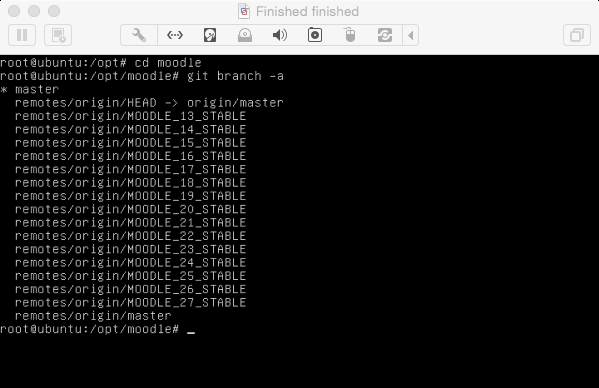 Finished finished
root@ubuntu:/opt# cd moodle
root@ubuntu:/opt/moodle# git branch -a
* master
  remotes/origin/HEAD -> origin/master
  remotes/origin/MOODLE_13_STABLE
  remotes/origin/MOODLE_14_STABLE
  remotes/origin/MOODLE_15_STABLE
  remotes/origin/MOODLE_16_STABLE
  remotes/origin/MOODLE_17_STABLE
  remotes/origin/MOODLE_18_STABLE
  remotes/origin/MOODLE_19_STABLE
  remotes/origin/MOODLE_20_STABLE
  remotes/origin/MOODLE_21_STABLE
  remotes/origin/MOODLE_22_STABLE
  remotes/origin/MOODLE_23_STABLE
  remotes/origin/MOODLE_24_STABLE
  remotes/origin/MOODLE_25_STABLE
  remotes/origin/MOODLE_26_STABLE
  remotes/origin/MOODLE_27_STABLE
  remotes/origin/master
root@ubuntu:/opt/moodle# _